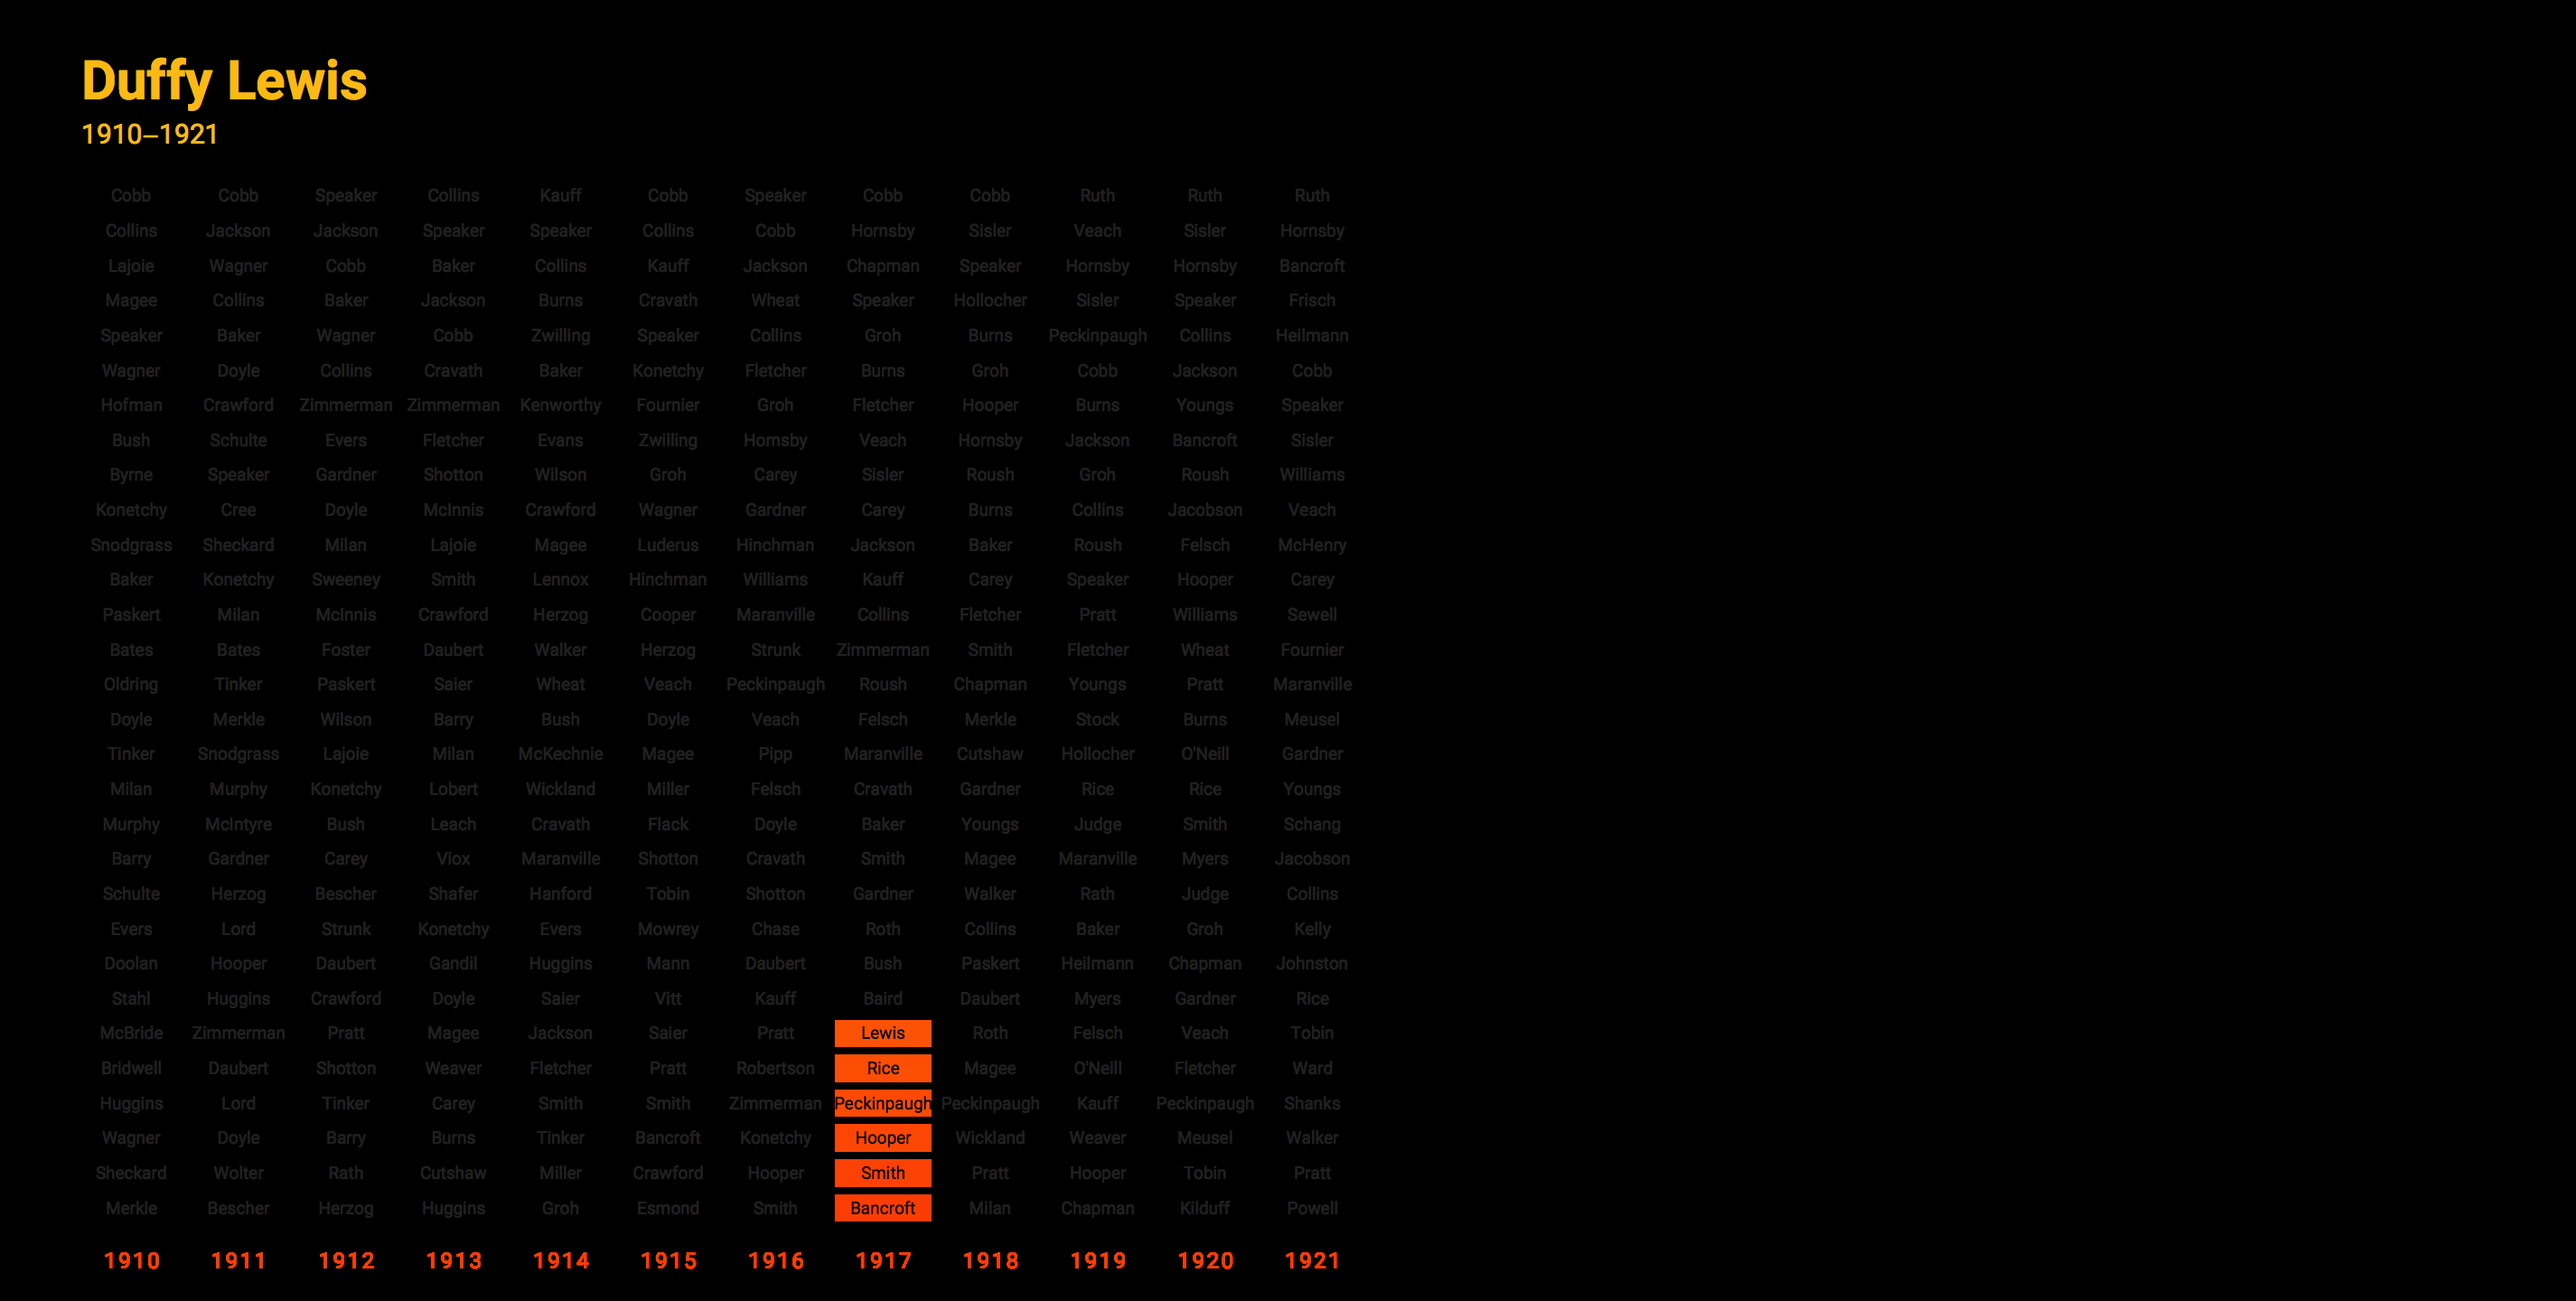 Duffy Lewis
1910–1921
Cobb Cobb Speaker Collins Kauff Cobb Speaker Cobb Cobb Ruth Ruth Ruth
Collins Jackson Jackson Speaker Speaker Collins Cobb Hornsby Sisler Veach Sisler Hornsby
Lajoie Wagner Cobb Baker Collins Kauff Jackson Chapman Speaker Hornsby Hornsby Bancroft
Magee Collins Baker Jackson Burns Cravath Wheat Speaker Hollocher Sisler Speaker Frisch
Speaker Baker Wagner Cobb Zwilling Speaker Collins Groh Burns Peckinpaugh Collins Heilmann
Wagner Doyle Collins Cravath Baker Konetchy Fletcher Burns Groh Cobb Jackson Cobb
Hofman Crawford Zimmerman Zimmerman Kenworthy Fournier Groh Fletcher Hooper Burns Youngs Speaker
Bush Schulte Evers Fletcher Evans Zwilling Hornsby Veach Hornsby Jackson Bancroft Sisler
Byrne Speaker Gardner Shotton Wilson Groh Carey Sisler Roush Groh Roush Williams
Konetchy Cree Doyle McInnis Crawford Wagner Gardner Carey Burns Collins Jacobson Veach
Snodgrass Sheckard Milan Lajoie Magee Luderus Hinchman Jackson Baker Roush Felsch McHenry
Baker Konetchy Sweeney Smith Lennox Hinchman Williams Kauff Carey Speaker Hooper Carey
Paskert Milan McInnis Crawford Herzog Cooper Maranville Collins Fletcher Pratt Williams Sewell
Bates Bates Foster Daubert Walker Herzog Strunk Zimmerman Smith Fletcher Wheat Fournier
Oldring Tinker Paskert Saier Wheat Veach Peckinpaugh Roush Chapman Youngs Pratt Maranville
Doyle Merkle Wilson Barry Bush Doyle Veach Felsch Merkle Stock Burns Meusel
Tinker Snodgrass Lajoie Milan McKechnie Magee Pipp Maranville Cutshaw Hollocher O'Neill Gardner
Milan Murphy Konetchy Lobert Wickland Miller Felsch Cravath Gardner Rice Rice Youngs
Murphy McIntyre Bush Leach Cravath Flack Doyle Baker Youngs Judge Smith Schang
Barry Gardner Carey Viox Maranville Shotton Cravath Smith Magee Maranville Myers Jacobson
Schulte Herzog Bescher Shafer Hanford Tobin Shotton Gardner Walker Rath Judge Collins
Evers Lord Strunk Konetchy Evers Mowrey Chase Roth Collins Baker Groh Kelly
Doolan Hooper Daubert Gandil Huggins Mann Daubert Bush Paskert Heilmann Chapman Johnston
Stahl Huggins Crawford Doyle Saier Vitt Kauff Baird Daubert Myers Gardner Rice
McBride Zimmerman Pratt Magee Jackson Saier Pratt Lewis Roth Felsch Veach Tobin
Bridwell Daubert Shotton Weaver Fletcher Pratt Robertson Rice Magee O'Neill Fletcher Ward
Huggins Lord Tinker Carey Smith Smith Zimmerman Peckinpaugh Peckinpaugh Kauff Peckinpaugh Shanks
Wagner Doyle Barry Burns Tinker Bancroft Konetchy Hooper Wickland Weaver Meusel Walker
Sheckard Wolter Rath Cutshaw Miller Crawford Hooper Smith Pratt Hooper Tobin Pratt
Merkle Bescher Herzog Huggins Groh Esmond Smith Bancroft Milan Chapman Kilduff Powell
1910 1911 1912 1913 1914 1915 1916 1917 1918 1919 1920 1921